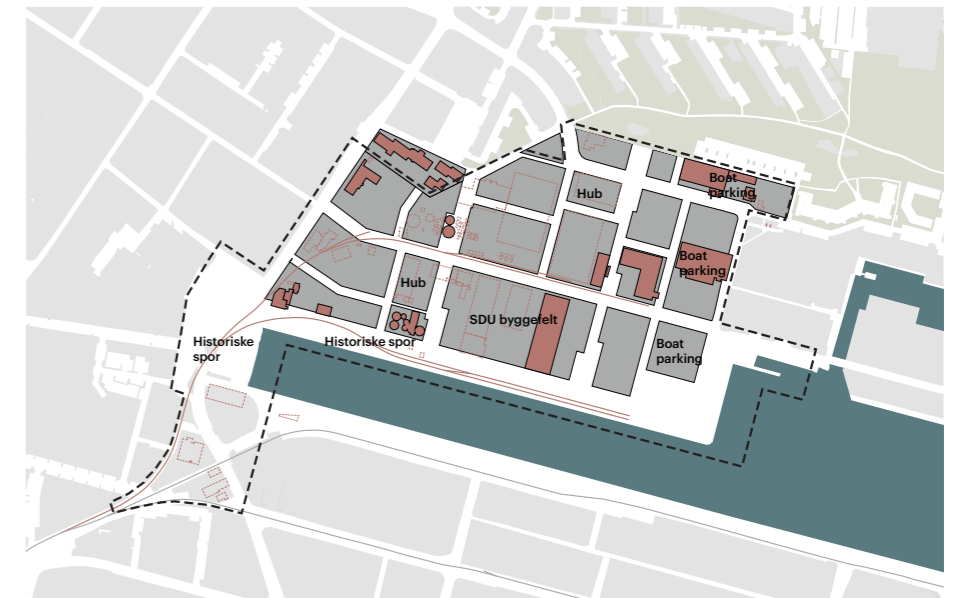 Boat
parking
Hub
Boat
parking
Hub
SDU byggefelt
Historiske
spor
Historiske spor
Boat
parking